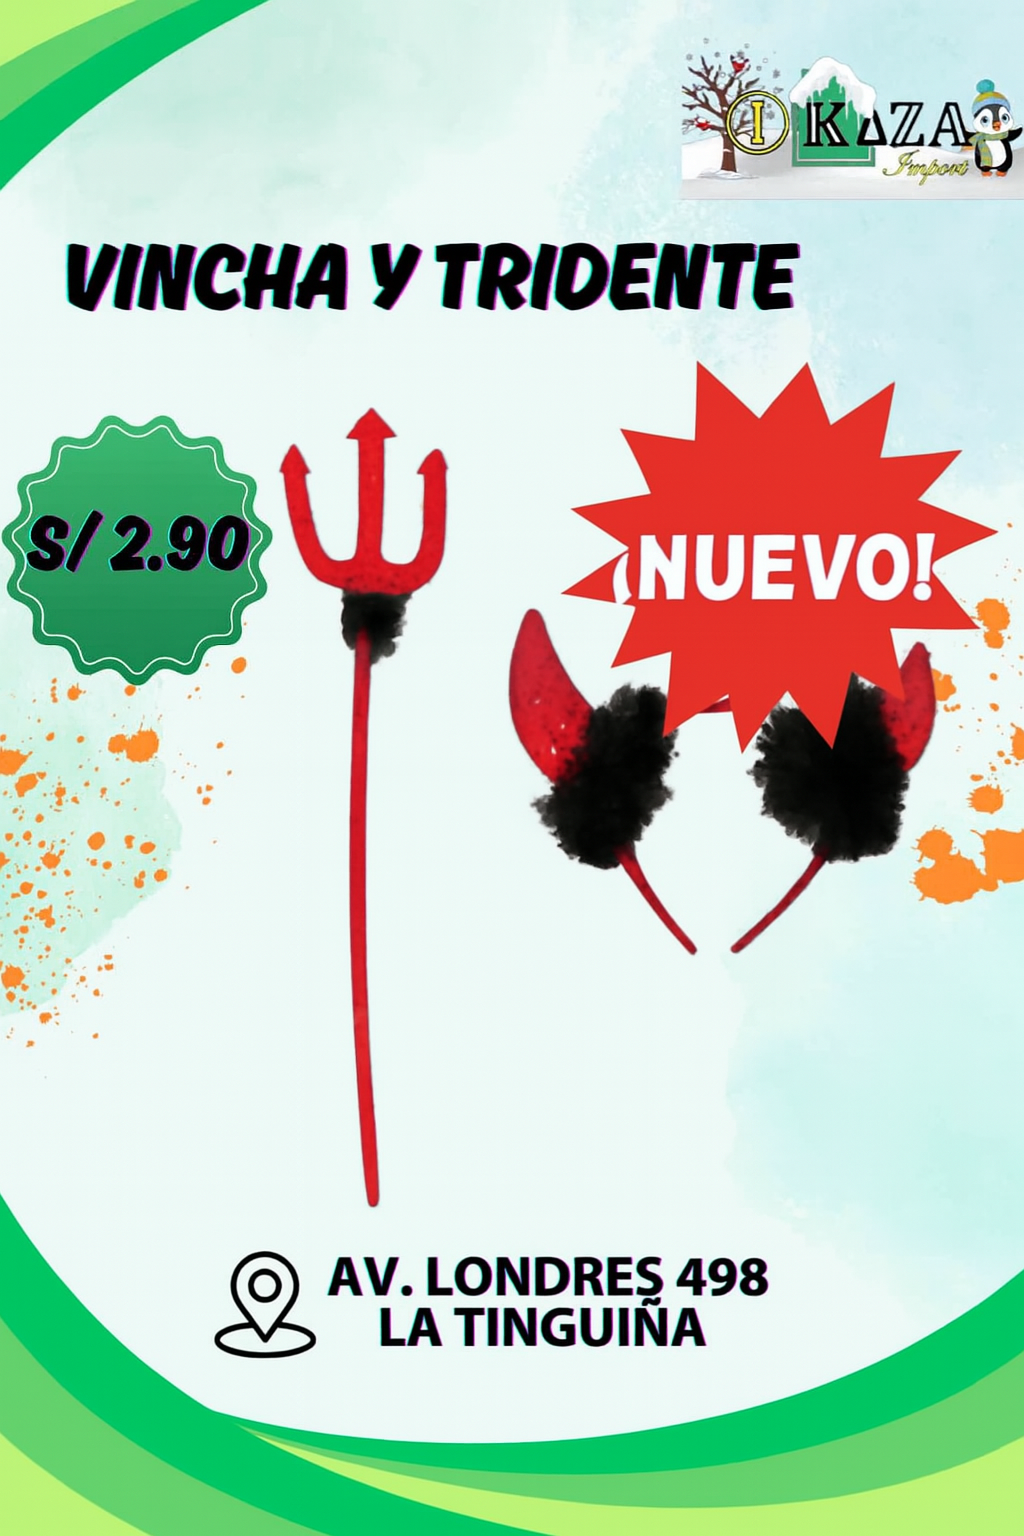 I KAZA
Import
VINCHA Y TRIDENTE
S/ 2.90
¡NUEVO!
AV. LONDRES 498
LA TINGUIÑA